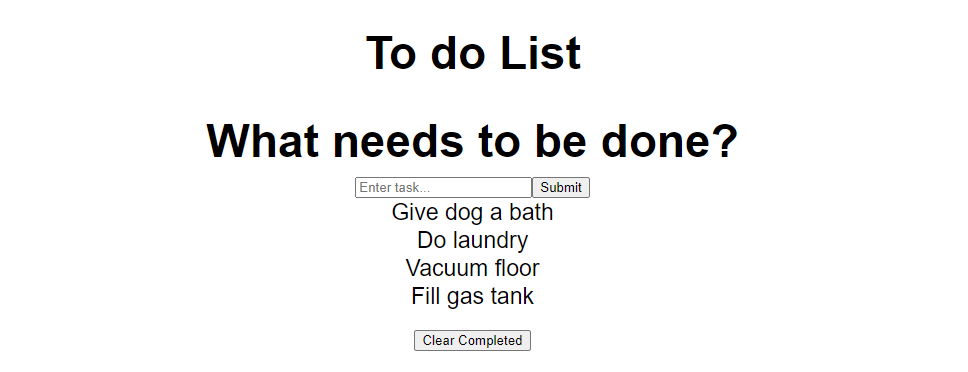 To do List
What needs to be done?
Enter task... Submit
Give dog a bath
Do laundry
Vacuum floor
Fill gas tank
Clear Completed